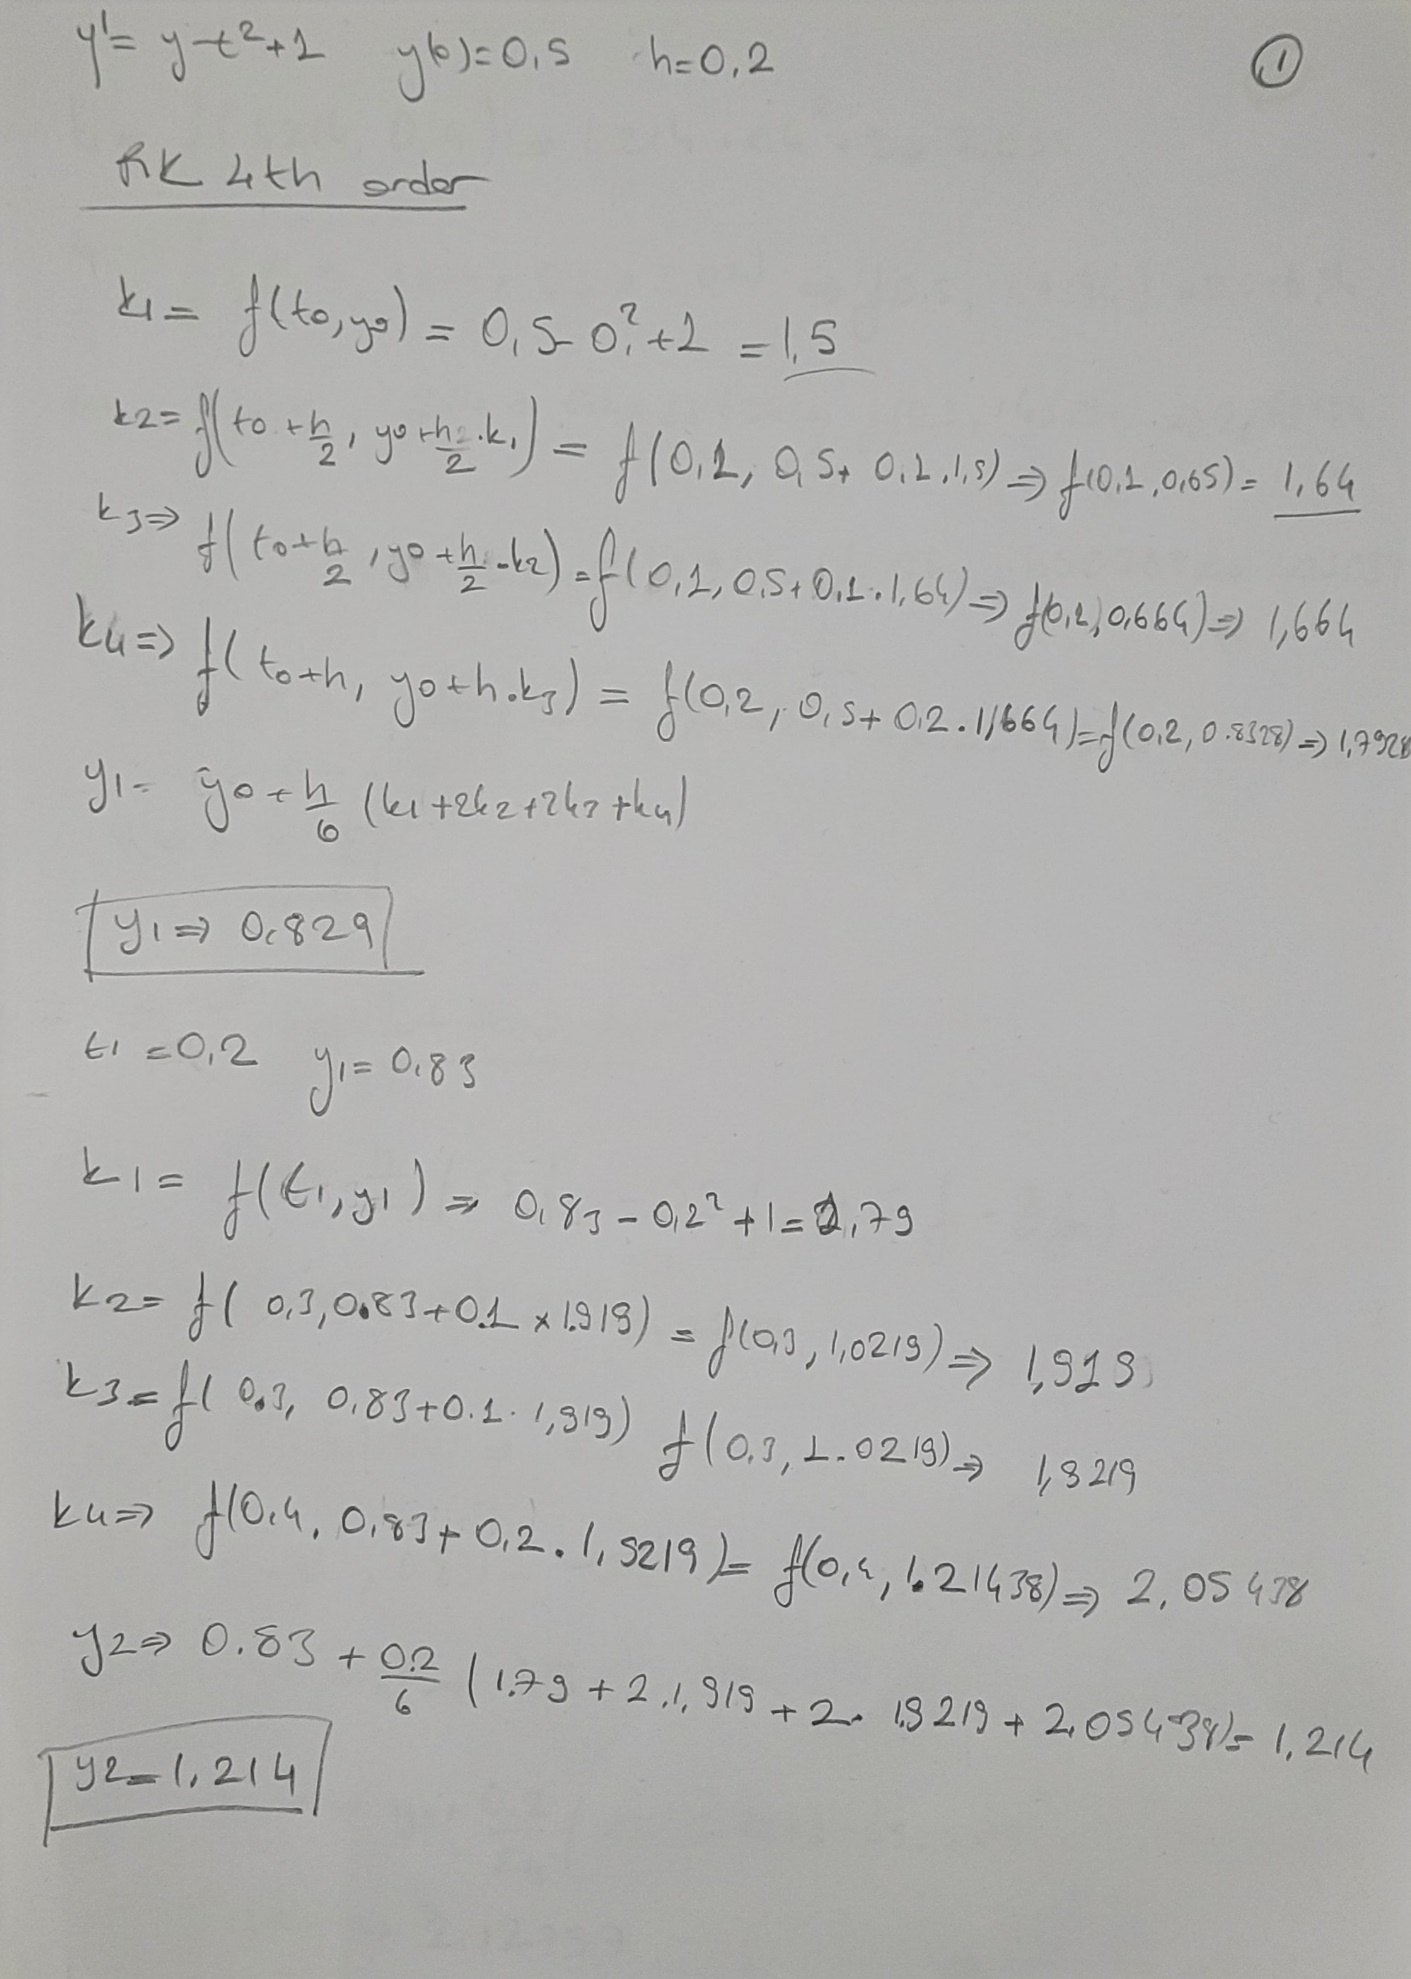 y'= y-t²+1 y(0)=0,5 h=0,2 ①
RK 4th order
k1= f(t0,y0) = 0,5-0²+1 =1,5
k2= f(t0+h/2, y0+h/2.k1) = f(0,1, 0,5+0,1.1,5) => f(0,1,0,65)= 1,64
k3=> f(t0+h/2, y0+h/2.k2) = f(0,1, 0,5+0,1.1,64) => f(0,1,0,664) => 1,664
k4=> f(t0+h, y0+h.k3) = f(0,2, 0,5+0,2.1,664)=f(0,2, 0.8328) => 1,7928
y1= y0+h/6 (k1+2k2+2k3+k4)
y1=> 0,829
t1=0,2 y1=0,83
k1= f(t1,y1) => 0,83-0,2²+1=1,79
k2= f(0,3,0.83+0.1 x 1.919) = f(0,3, 1,0219) => 1,919
k3= f(0.3, 0,83+0.1. 1,919) f(0.3, 1.0219) => 1,9219
k4=> f(0.4, 0,83+0,2.1,9219)= f(0,4, 1.21438) => 2,05438
y2=> 0.83 + 0.2/6 (1.79 + 2.1,919 + 2. 1.9219 + 2,05438)= 1,214
y2=1,214